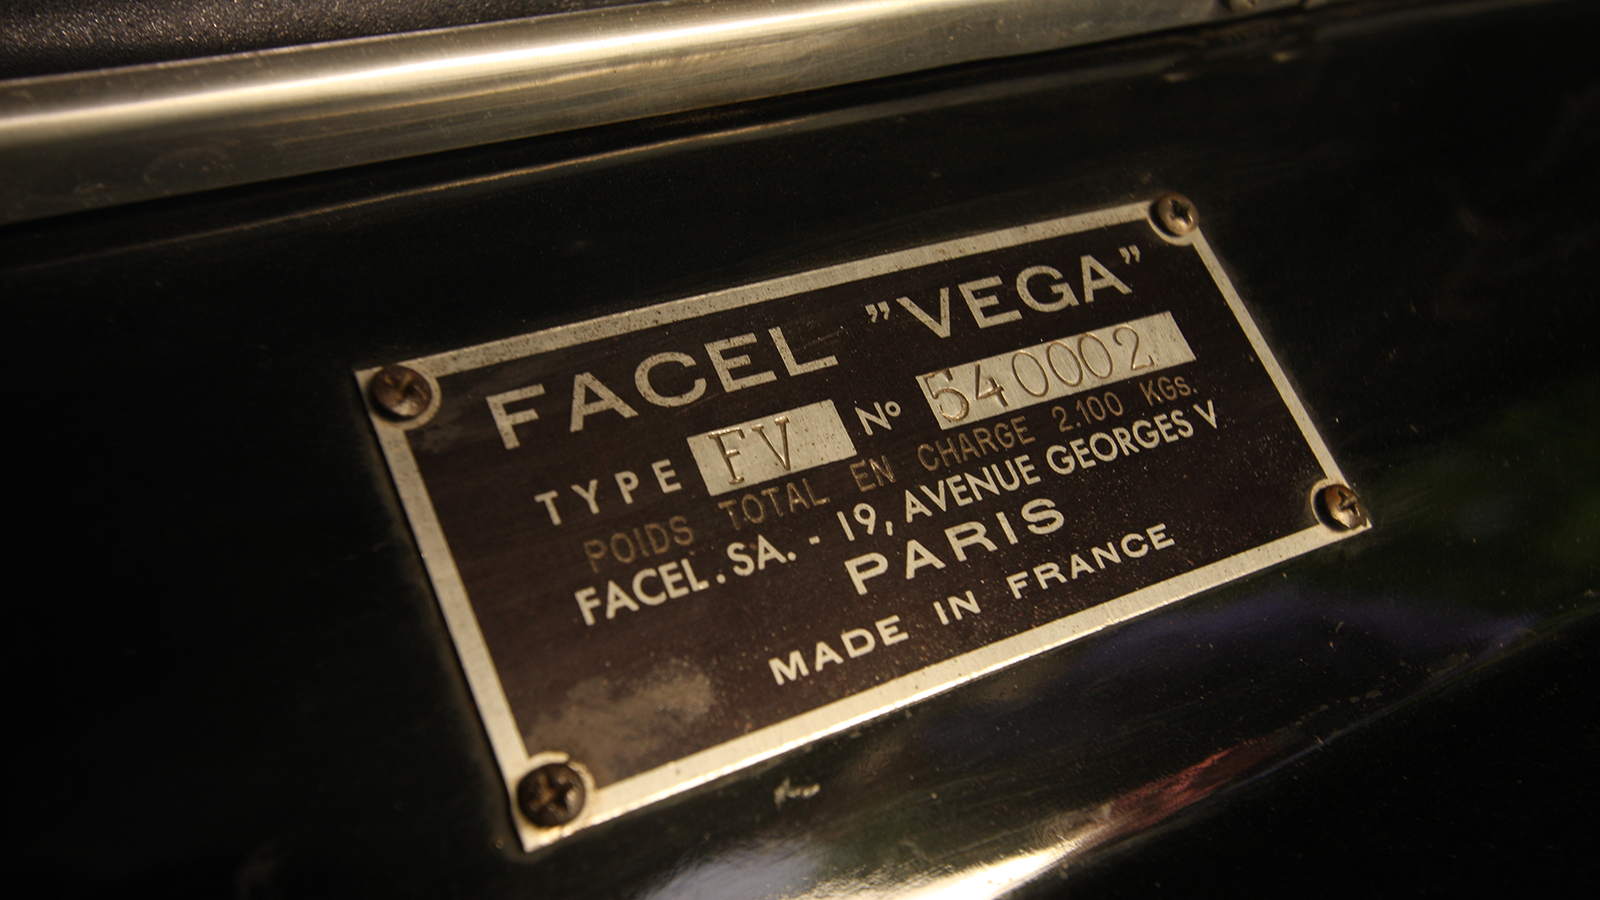 FACEL "VEGA"
TYPE FV No 540002
POIDS TOTAL EN CHARGE 2.100 KGs.
FACEL.SA. - 19, AVENUE GEORGES V
PARIS
MADE IN FRANCE